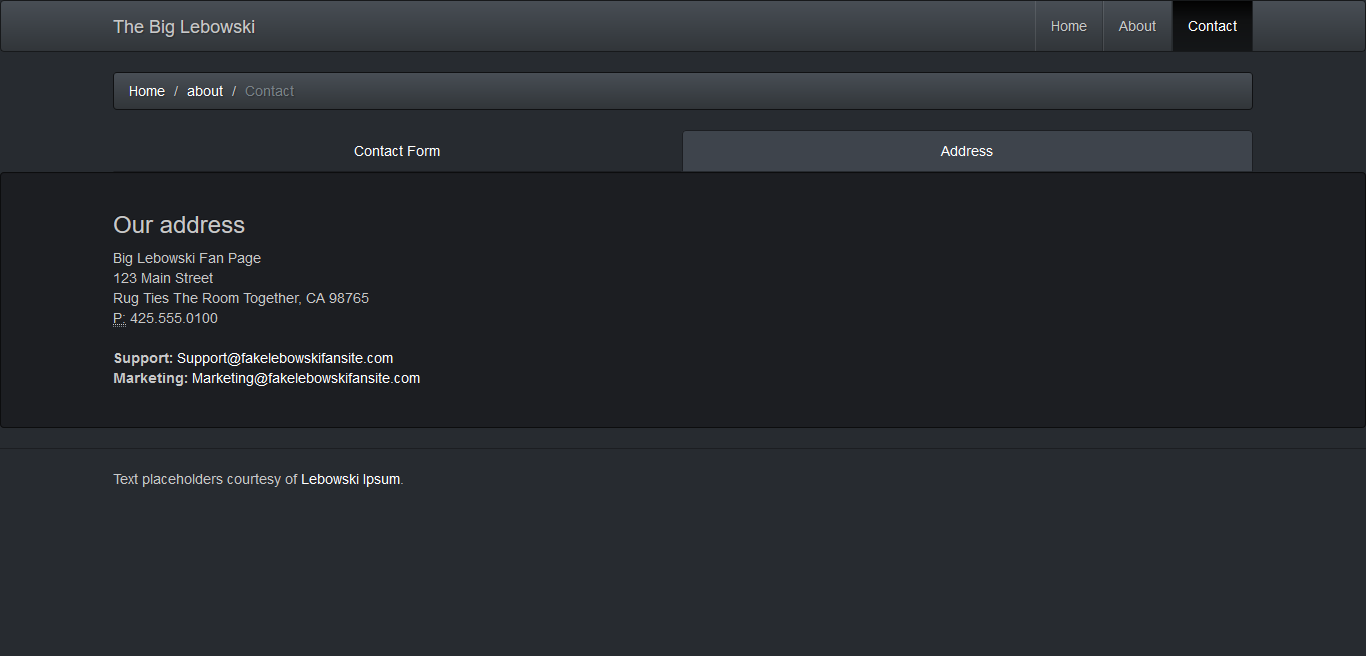 The Big Lebowski Home About Contact
Home / about / Contact
Contact Form Address
Our address
Big Lebowski Fan Page
123 Main Street
Rug Ties The Room Together, CA 98765
P: 425.555.0100
Support: Support@fakelebowskifansite.com
Marketing: Marketing@fakelebowskifansite.com
Text placeholders courtesy of Lebowski Ipsum.